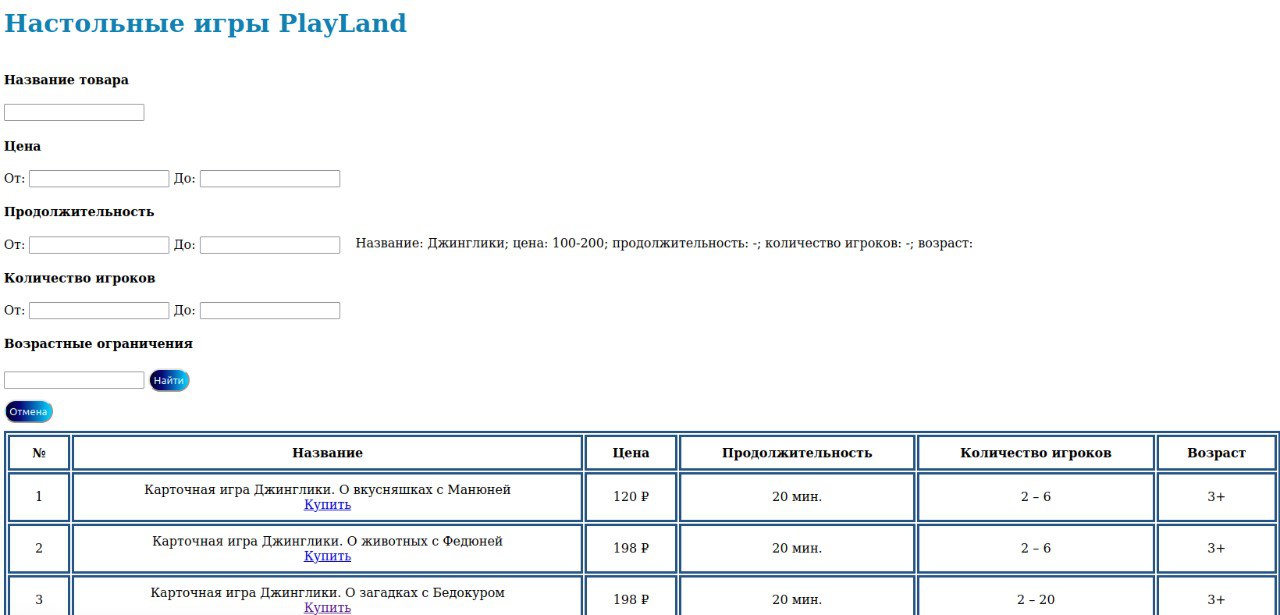 Настольные игры PlayLand
Название товара
Цена
От: До:
Продолжительность
От: До: Название: Джинглики; цена: 100-200; продолжительность: -; количество игроков: -; возраст:
Количество игроков
От: До:
Возрастные ограничения
Найти
Отмена
№ Название Цена Продолжительность Количество игроков Возраст
1 Карточная игра Джинглики. О вкусняшках с Манюней 120 ₽ 20 мин. 2 – 6 3+
Купить
2 Карточная игра Джинглики. О животных с Федюней 198 ₽ 20 мин. 2 – 6 3+
Купить
3 Карточная игра Джинглики. О загадках с Бедокуром 198 ₽ 20 мин. 2 – 20 3+
Купить